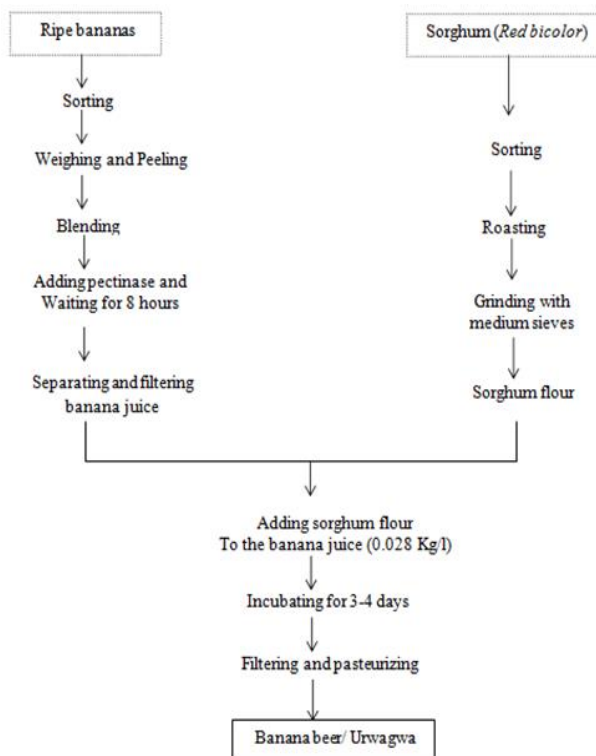 Ripe bananas
Sorting
Weighing and Peeling
Blending
Adding pectinase and
Waiting for 8 hours
Separating and filtering
banana juice
Sorghum (Red bicolor)
Sorting
Roasting
Grinding with
medium sieves
Sorghum flour
Adding sorghum flour
To the banana juice (0.028 Kg/l)
Incubating for 3-4 days
Filtering and pasteurizing
Banana beer/ Urwagwa